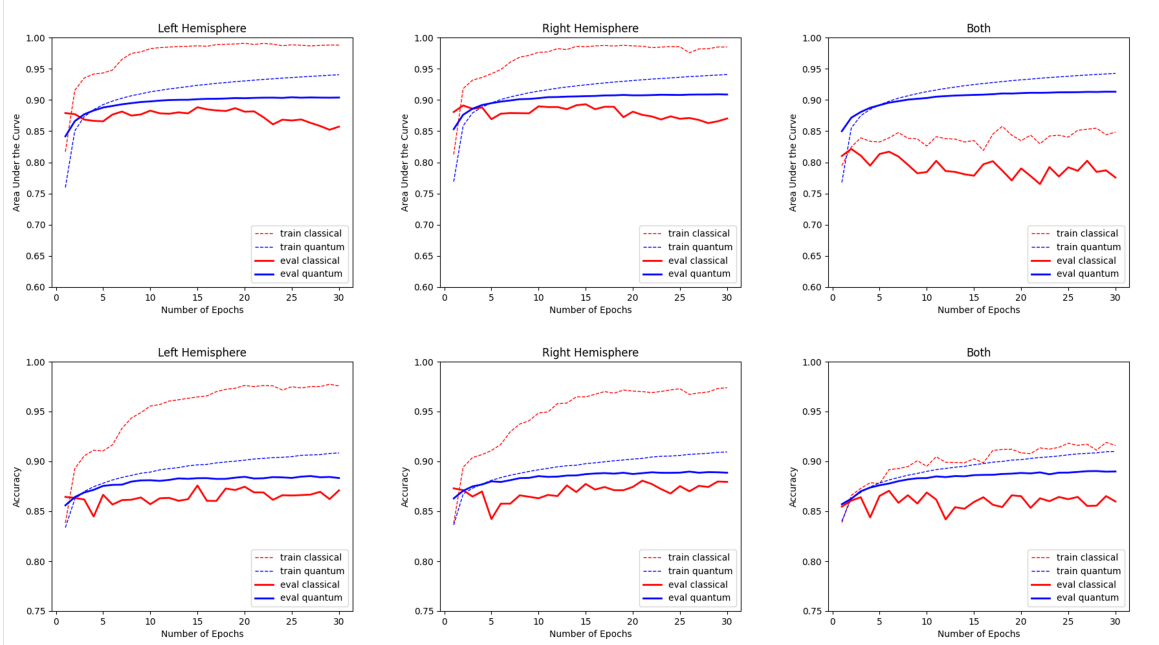 Left Hemisphere
Area Under the Curve
1.00
0.95
0.90
0.85
0.80
0.75
0.70
0.65
0.60
train classical
train quantum
eval classical
eval quantum
0 5 10 15 20 25 30
Number of Epochs
Right Hemisphere
Area Under the Curve
1.00
0.95
0.90
0.85
0.80
0.75
0.70
0.65
0.60
train classical
train quantum
eval classical
eval quantum
0 5 10 15 20 25 30
Number of Epochs
Both
Area Under the Curve
1.00
0.95
0.90
0.85
0.80
0.75
0.70
0.65
0.60
train classical
train quantum
eval classical
eval quantum
0 5 10 15 20 25 30
Number of Epochs
Left Hemisphere
Accuracy
1.00
0.95
0.90
0.85
0.80
0.75
train classical
train quantum
eval classical
eval quantum
0 5 10 15 20 25 30
Number of Epochs
Right Hemisphere
Accuracy
1.00
0.95
0.90
0.85
0.80
0.75
train classical
train quantum
eval classical
eval quantum
0 5 10 15 20 25 30
Number of Epochs
Both
Accuracy
1.00
0.95
0.90
0.85
0.80
0.75
train classical
train quantum
eval classical
eval quantum
0 5 10 15 20 25 30
Number of Epochs